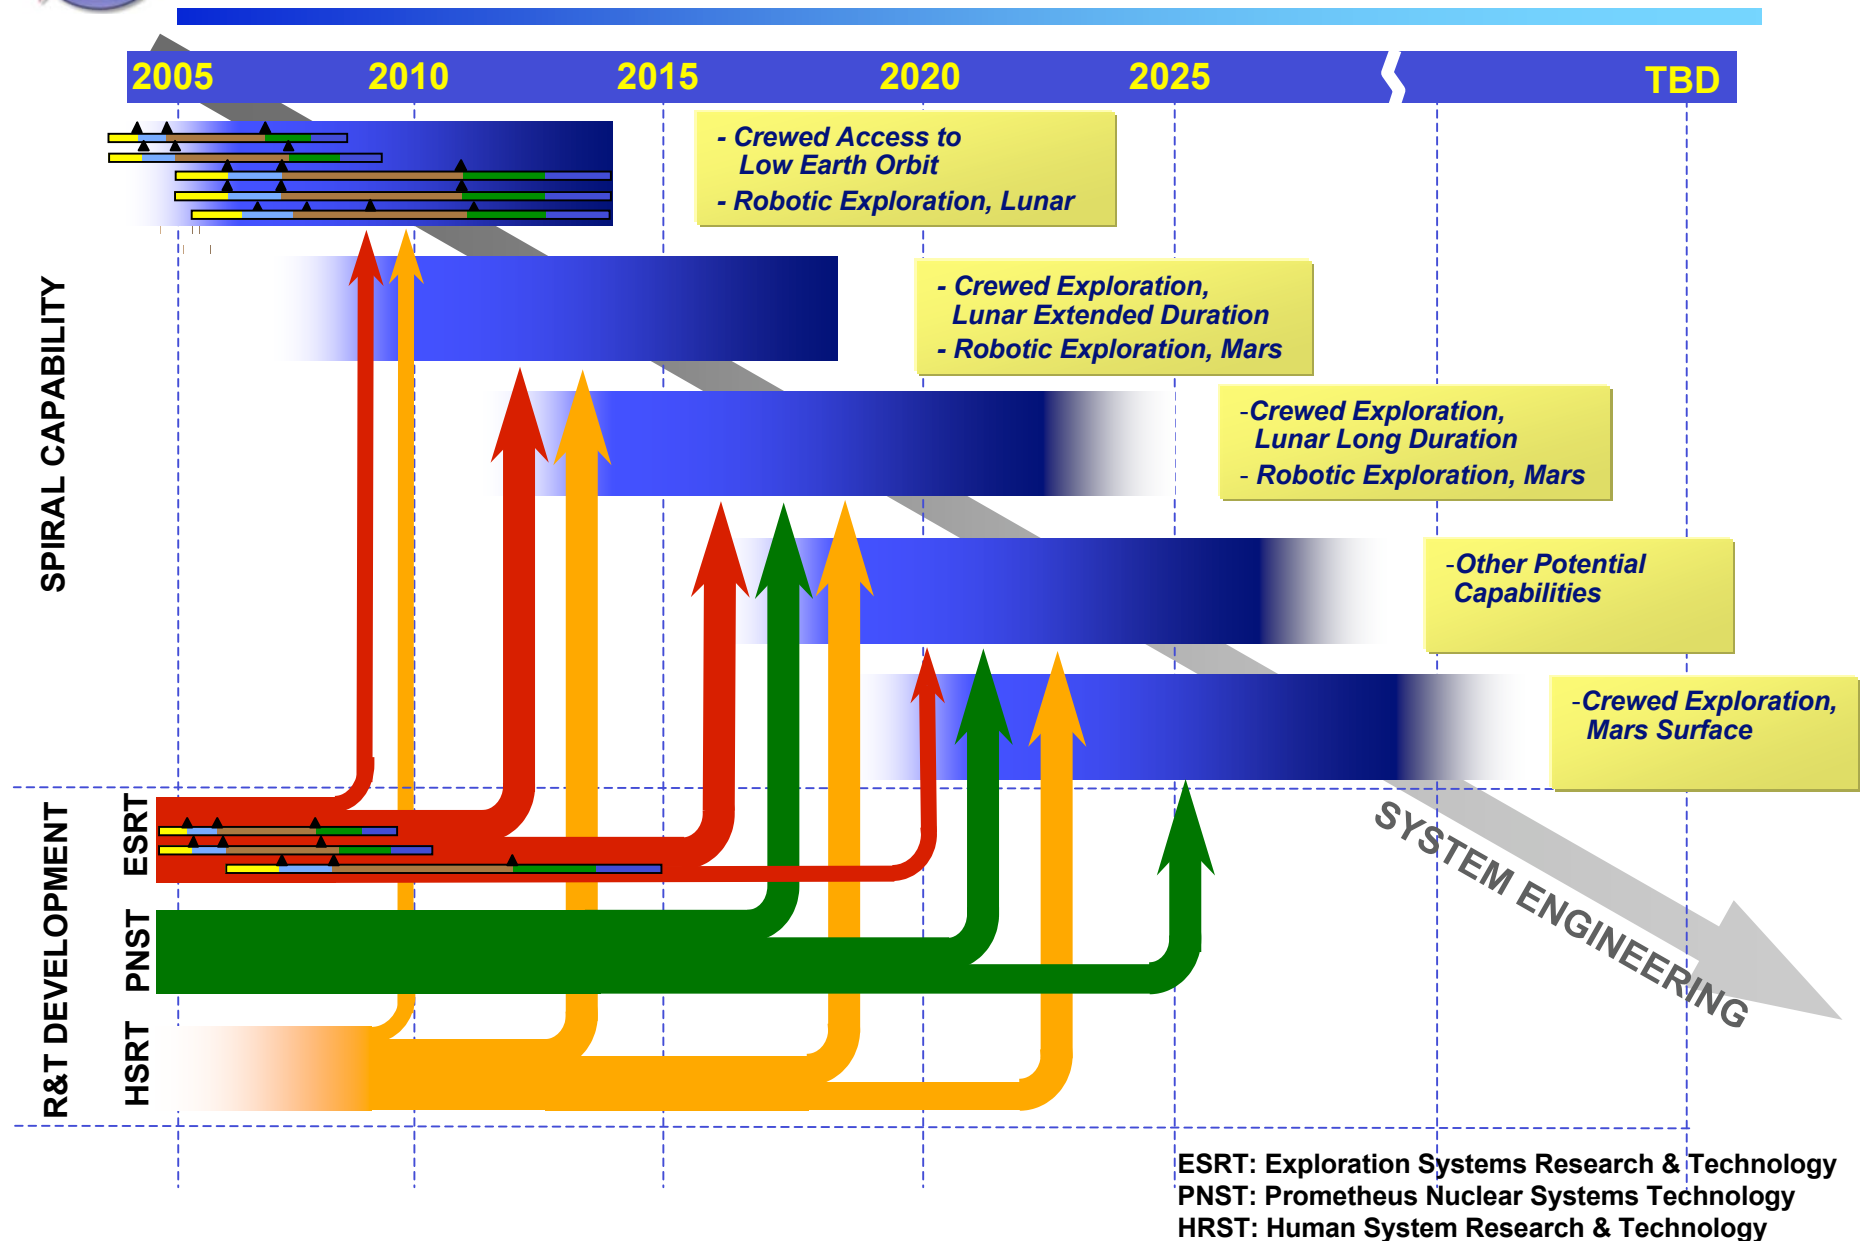 2005 2010 2015 2020 2025 TBD
- Crewed Access to
Low Earth Orbit
- Robotic Exploration, Lunar
- Crewed Exploration,
Lunar Extended Duration
- Robotic Exploration, Mars
-Crewed Exploration,
Lunar Long Duration
- Robotic Exploration, Mars
-Other Potential
Capabilities
-Crewed Exploration,
Mars Surface
SPIRAL CAPABILITY
R&T DEVELOPMENT
ESRT
PNST
HSRT
SYSTEM ENGINEERING
ESRT: Exploration Systems Research & Technology
PNST: Prometheus Nuclear Systems Technology
HRST: Human System Research & Technology